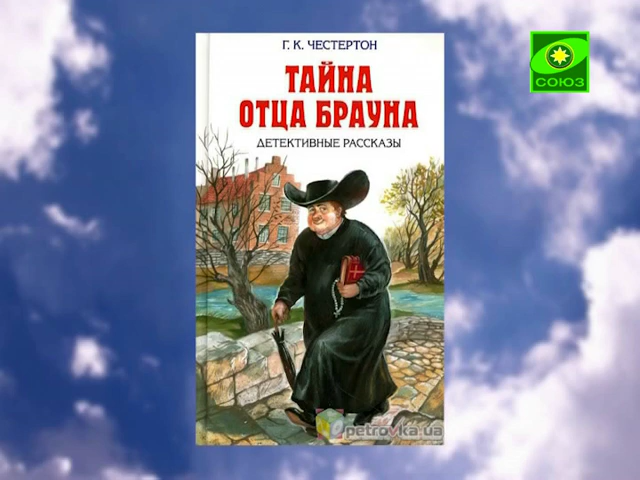 Г. К. ЧЕСТЕРТОН
ТАЙНА
ОТЦА БРАУНА
ДЕТЕКТИВНЫЕ РАССКАЗЫ
СОЮЗ
petrovka.ua